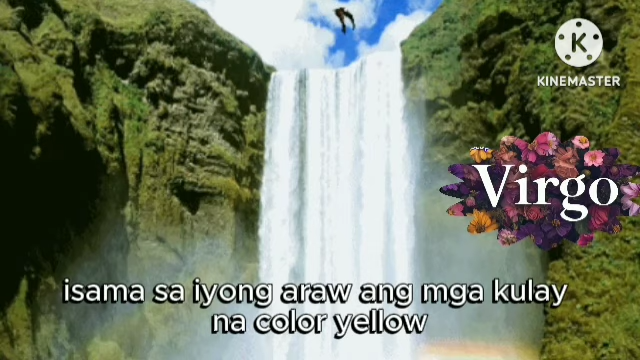 K
KINEMASTER
Virgo
isama sa iyong araw ang mga kulay
na color yellow